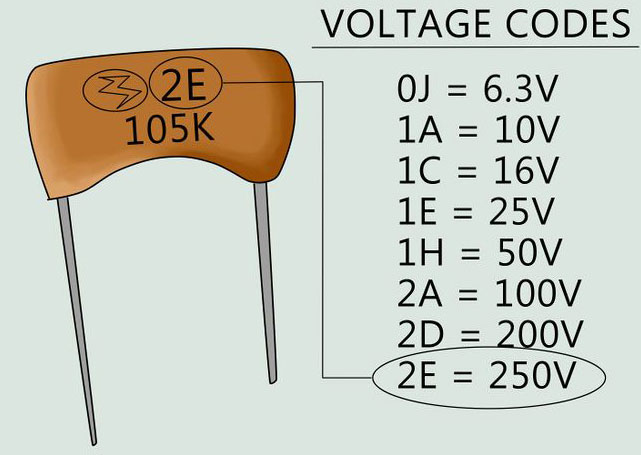 VOLTAGE CODES
2E
105K
0J = 6.3V
1A = 10V
1C = 16V
1E = 25V
1H = 50V
2A = 100V
2D = 200V
2E = 250V